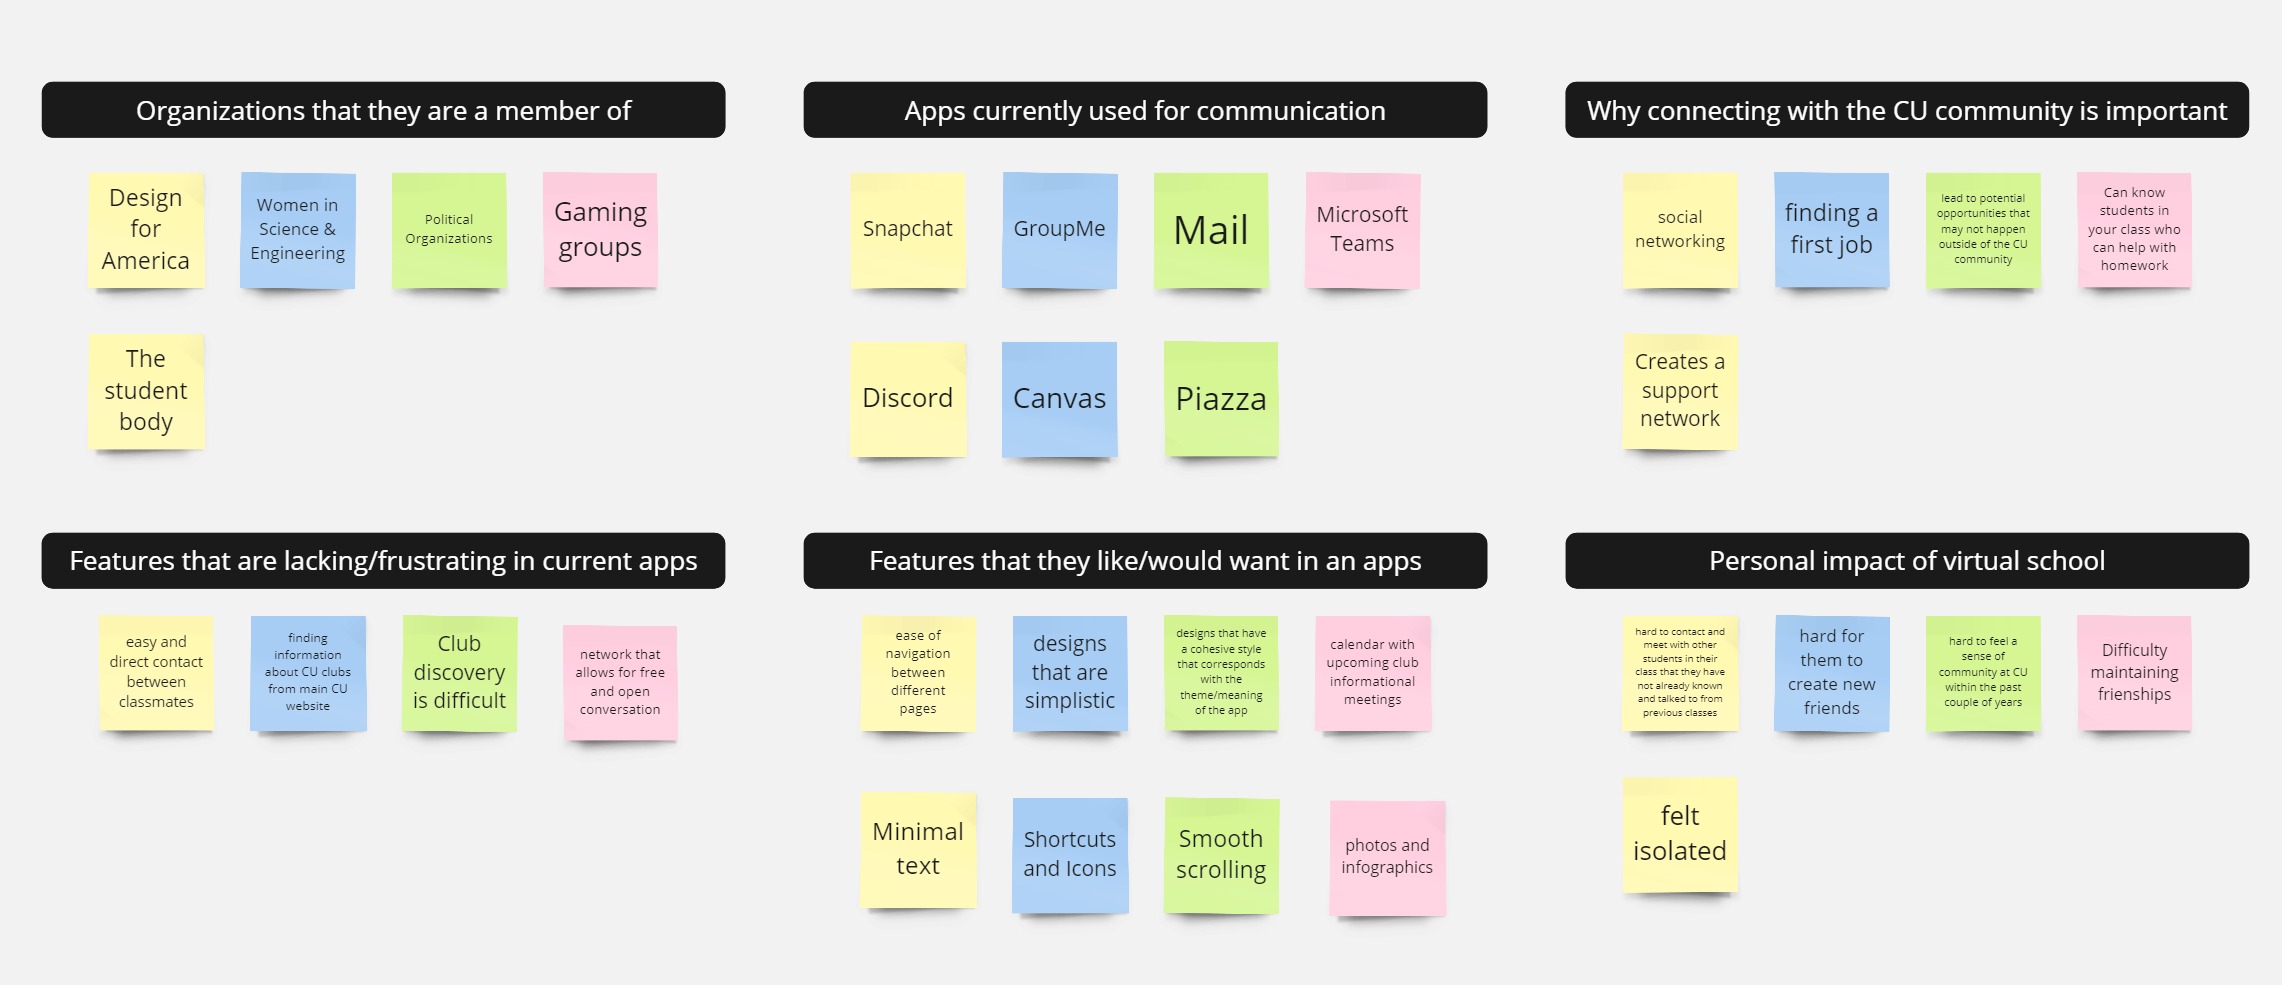 Organizations that they are a member of
Design
for
America
Women in
Science &
Engineering
Political
Organizations
Gaming
groups
The
student
body
Apps currently used for communication
Snapchat
GroupMe
Mail
Microsoft
Teams
Discord
Canvas
Piazza
Why connecting with the CU community is important
social
networking
finding a
first job
lead to potential
opportunities that
may not happen
outside of the CU
community
Can know
students in
your class who
can help with
homework
Creates a
support
network
Features that are lacking/frustrating in current apps
easy and
direct contact
between
classmates
finding
information
about CU clubs
from main CU
website
Club
discovery
is difficult
network that
allows for free
and open
conversation
Features that they like/would want in an apps
ease of
navigation
between
different
pages
designs
that are
simplistic
designs that have
a cohesive style
that corresponds
with the
theme/meaning
of the app
calendar with
upcoming club
informational
meetings
Minimal
text
Shortcuts
and Icons
Smooth
scrolling
photos and
infographics
Personal impact of virtual school
hard to contact and
meet with other
students in their
class that they have
not already known
and talked to from
previous classes
hard for
them to
create new
friends
hard to feel a
sense of
community at CU
within the past
couple of years
Difficulty
maintaining
frienships
felt
isolated